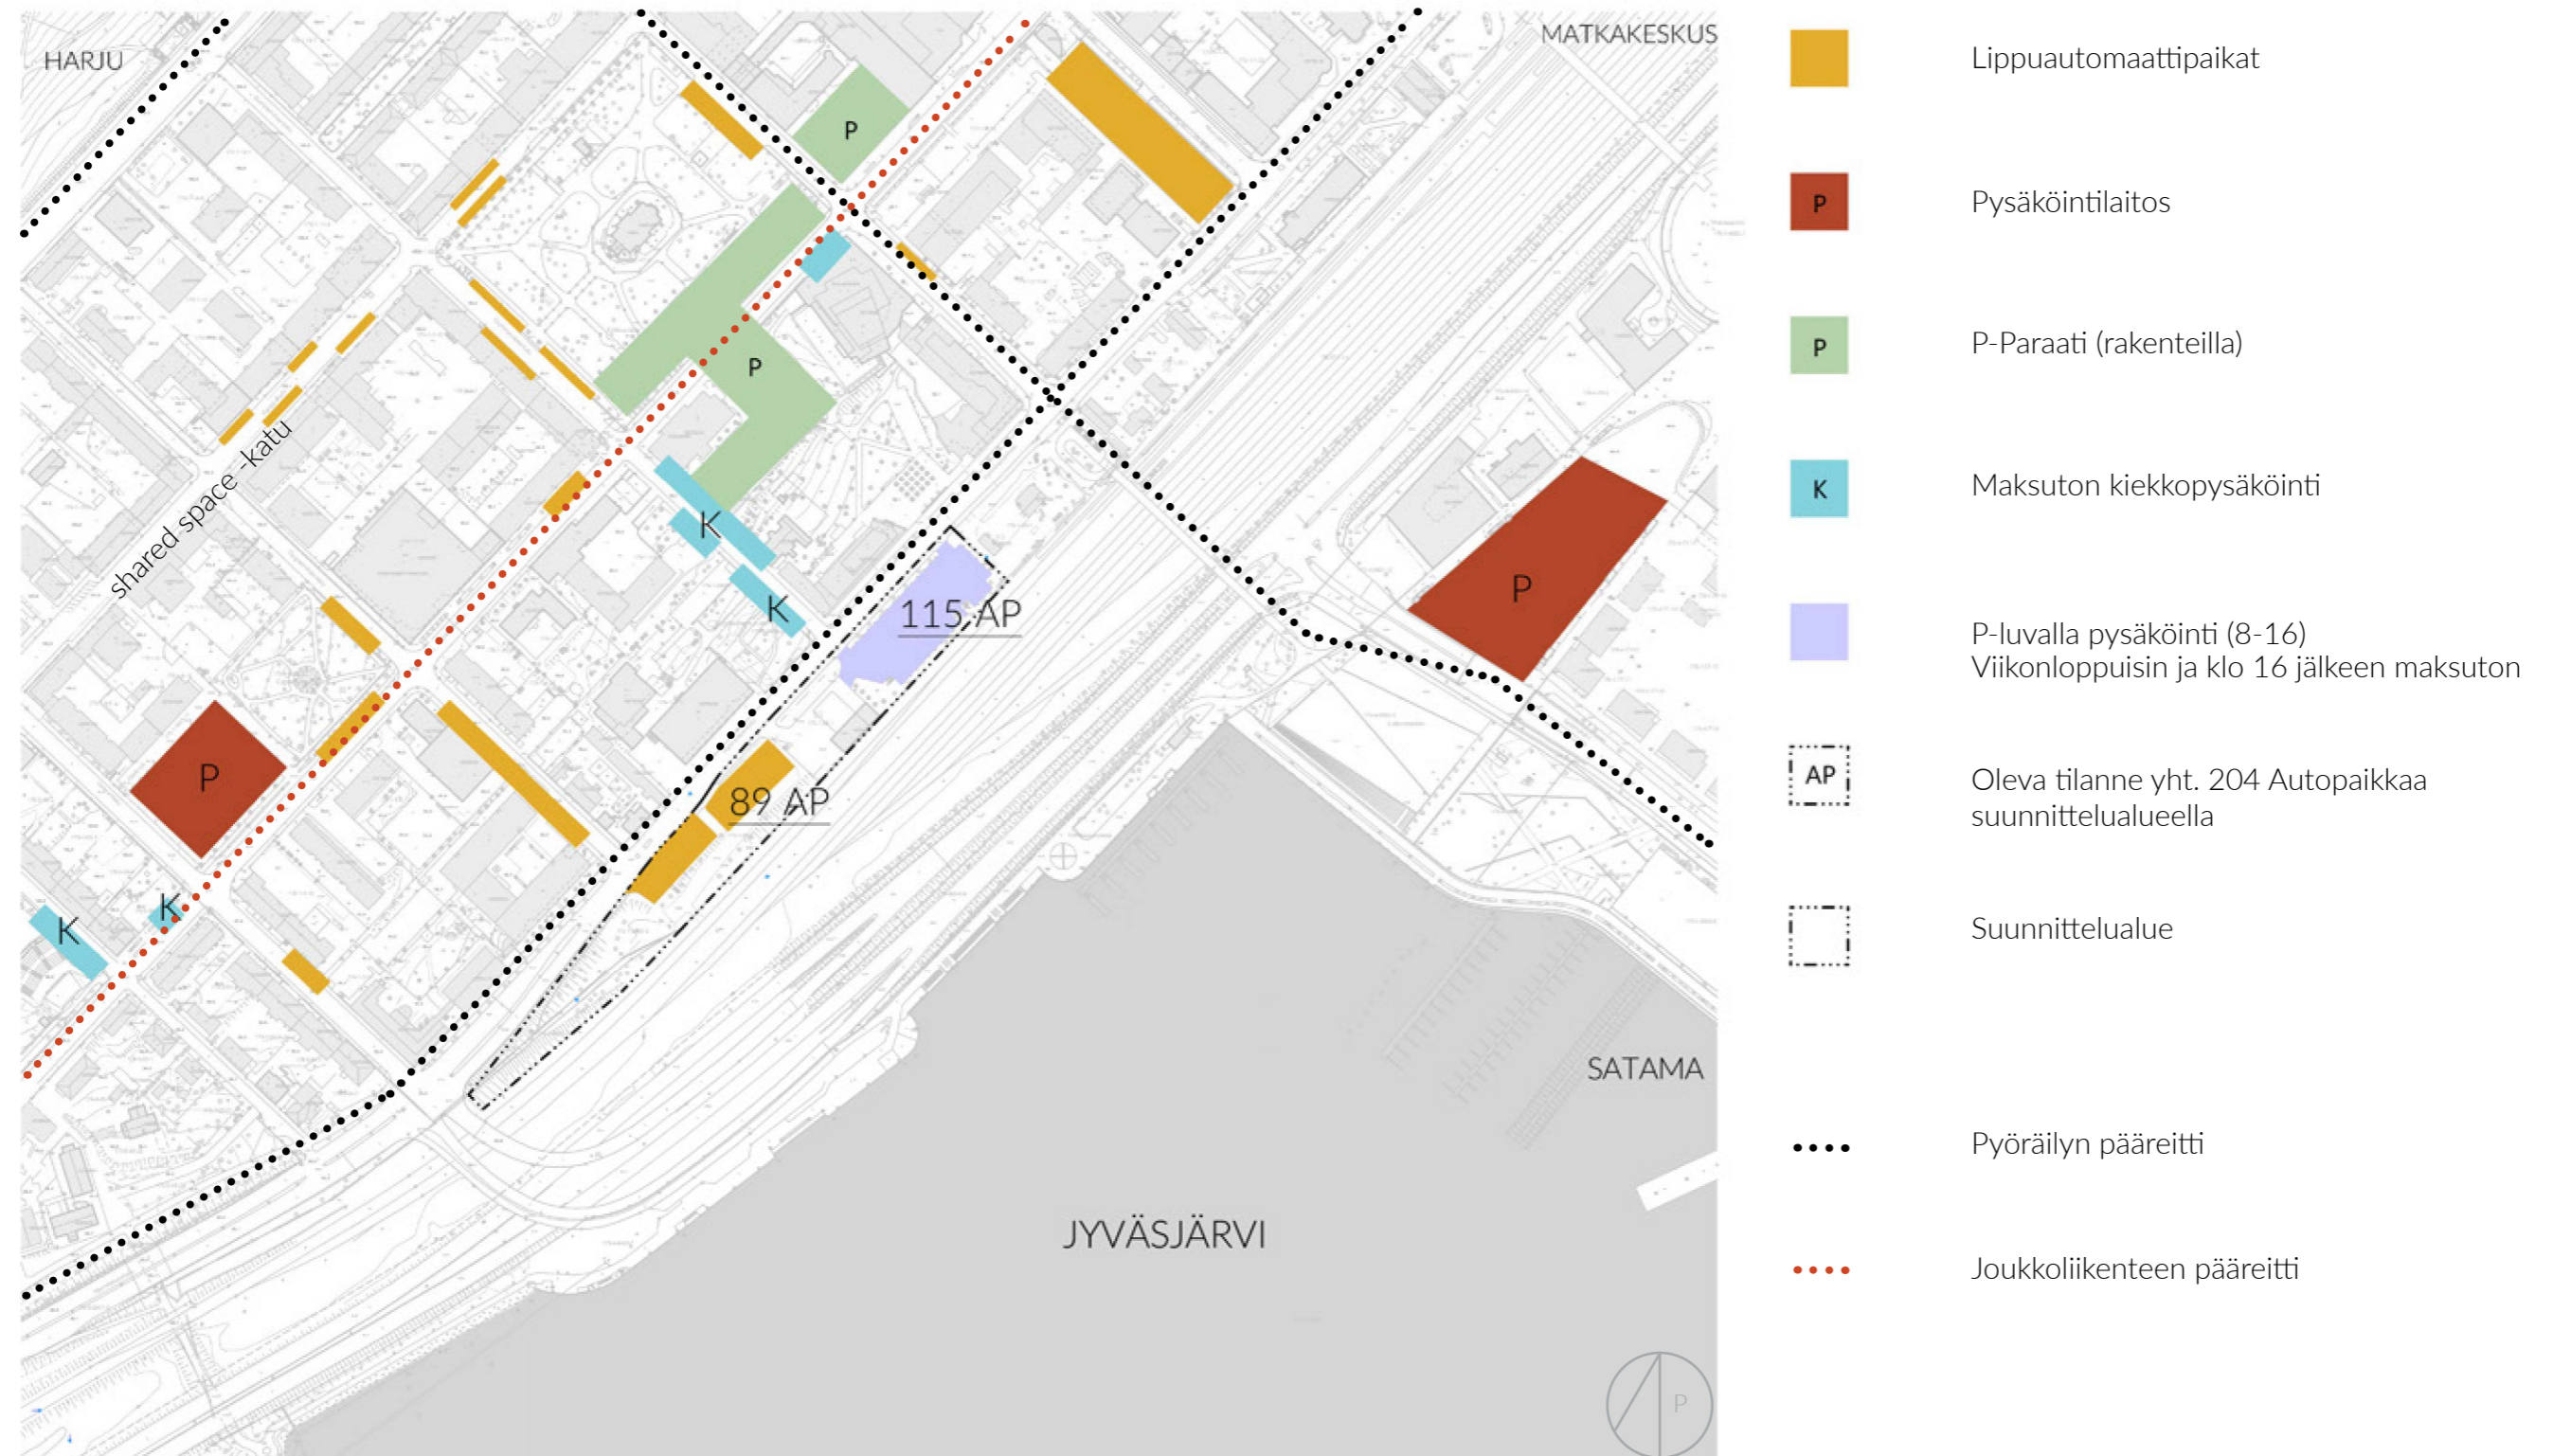 HARJU
MATKAKESKUS
P
P
shared space -katu
K
K
115 AP
P
P
89 AP
K
K
SATAMA
JYVÄSJÄRVI
P
Lippuautomaattipaikat
P
Pysäköintilaitos
P
P-Paraati (rakenteilla)
K
Maksuton kiekkopysäköinti
P-luvalla pysäköinti (8-16)
Viikonloppuisin ja klo 16 jälkeen maksuton
AP
Oleva tilanne yht. 204 Autopaikkaa
suunnittelualueella
Suunnittelualue
Pyöräilyn pääreitti
Joukkoliikenteen pääreitti